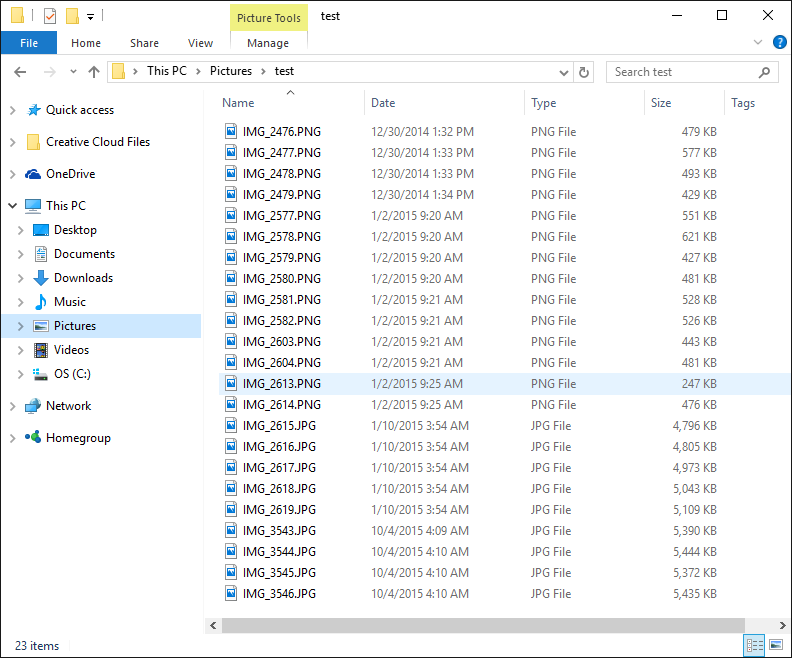 Picture Tools test
File Home Share View Manage ?
This PC Pictures test Search test
Name Date Type Size Tags
Quick access
Creative Cloud Files
OneDrive
This PC
Desktop
Documents
Downloads
Music
Pictures
Videos
OS (C:)
Network
Homegroup
IMG_2476.PNG 12/30/2014 1:32 PM PNG File 479 KB
IMG_2477.PNG 12/30/2014 1:33 PM PNG File 577 KB
IMG_2478.PNG 12/30/2014 1:33 PM PNG File 493 KB
IMG_2479.PNG 12/30/2014 1:34 PM PNG File 429 KB
IMG_2577.PNG 1/2/2015 9:20 AM PNG File 551 KB
IMG_2578.PNG 1/2/2015 9:20 AM PNG File 621 KB
IMG_2579.PNG 1/2/2015 9:20 AM PNG File 427 KB
IMG_2580.PNG 1/2/2015 9:20 AM PNG File 481 KB
IMG_2581.PNG 1/2/2015 9:21 AM PNG File 528 KB
IMG_2582.PNG 1/2/2015 9:21 AM PNG File 526 KB
IMG_2603.PNG 1/2/2015 9:21 AM PNG File 443 KB
IMG_2604.PNG 1/2/2015 9:21 AM PNG File 481 KB
IMG_2613.PNG 1/2/2015 9:25 AM PNG File 247 KB
IMG_2614.PNG 1/2/2015 9:25 AM PNG File 476 KB
IMG_2615.JPG 1/10/2015 3:54 AM JPG File 4,796 KB
IMG_2616.JPG 1/10/2015 3:54 AM JPG File 4,805 KB
IMG_2617.JPG 1/10/2015 3:54 AM JPG File 4,973 KB
IMG_2618.JPG 1/10/2015 3:54 AM JPG File 5,043 KB
IMG_2619.JPG 1/10/2015 3:54 AM JPG File 5,109 KB
IMG_3543.JPG 10/4/2015 4:09 AM JPG File 5,390 KB
IMG_3544.JPG 10/4/2015 4:10 AM JPG File 5,444 KB
IMG_3545.JPG 10/4/2015 4:10 AM JPG File 5,372 KB
IMG_3546.JPG 10/4/2015 4:10 AM JPG File 5,435 KB
23 items